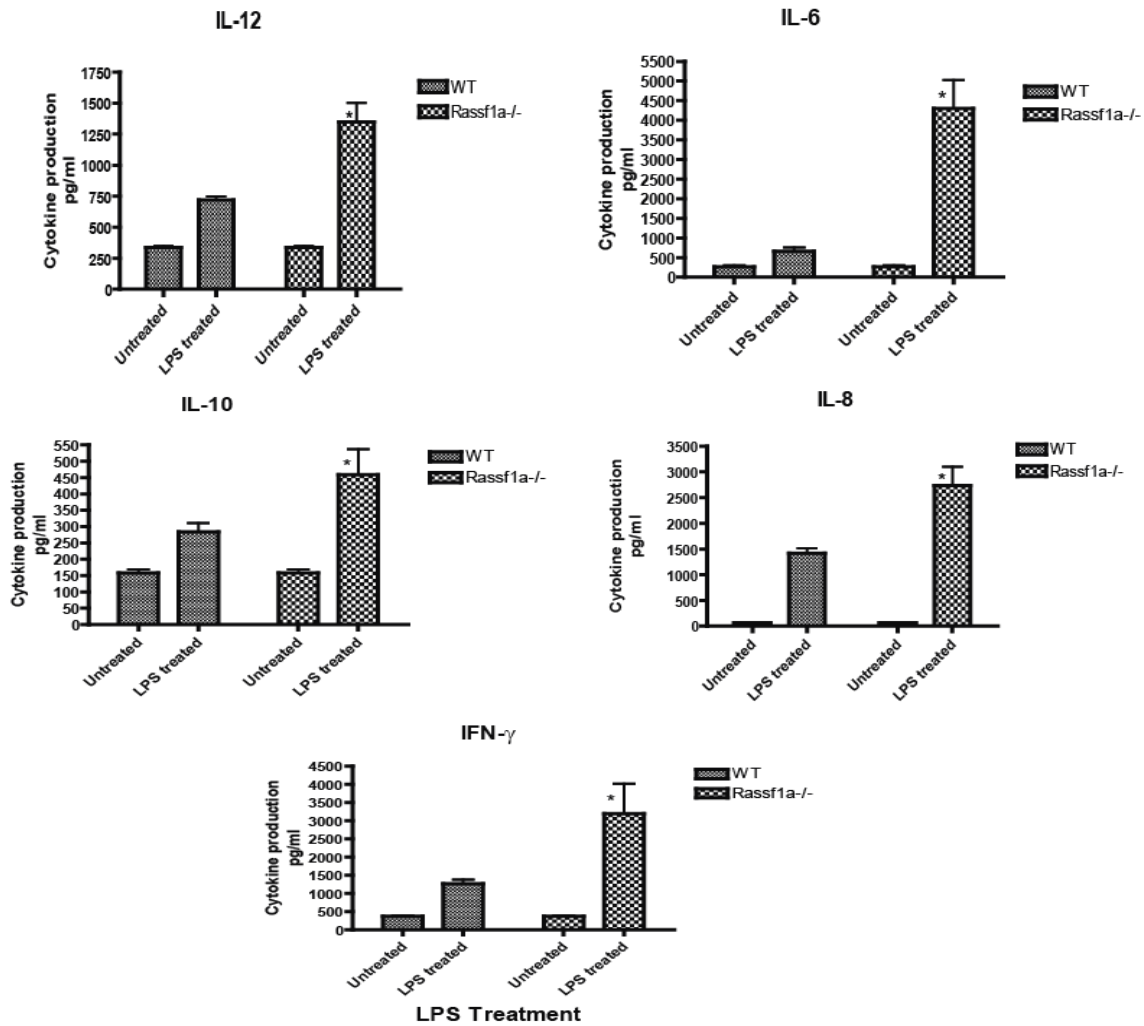 IL-12
1750
1500
1250
1000
750
500
250
0
Cytokine production
pg/ml
*
WT
Rassf1a-/-
Untreated
LPS treated
Untreated
LPS treated
IL-6
5500
5000
4500
4000
3500
3000
2500
2000
1500
1000
500
0
Cytokine production
pg/ml
*
WT
Rassf1a-/-
Untreated
LPS treated
Untreated
LPS treated
IL-10
550
500
450
400
350
300
250
200
150
100
50
0
Cytokine production
pg/ml
*
WT
Rassf1a-/-
Untreated
LPS treated
Untreated
LPS treated
IL-8
3500
3000
2500
2000
1500
1000
500
0
Cytokine production
pg/ml
*
WT
Rassf1a-/-
Untreated
LPS treated
Untreated
LPS treated
IFN-γ
4500
4000
3500
3000
2500
2000
1500
1000
500
0
Cytokine production
pg/ml
*
WT
Rassf1a-/-
Untreated
LPS treated
Untreated
LPS treated
LPS Treatment